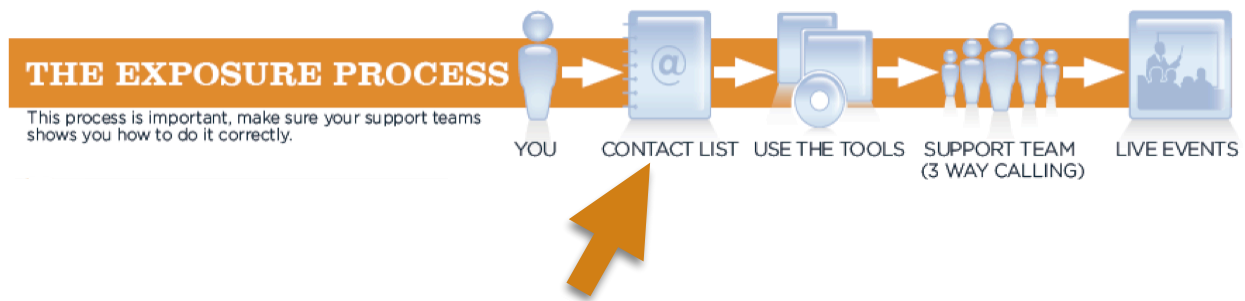 THE EXPOSURE PROCESS
This process is important, make sure your support teams
shows you how to do it correctly.
@
YOU
CONTACT LIST
USE THE TOOLS
SUPPORT TEAM
(3 WAY CALLING)
LIVE EVENTS